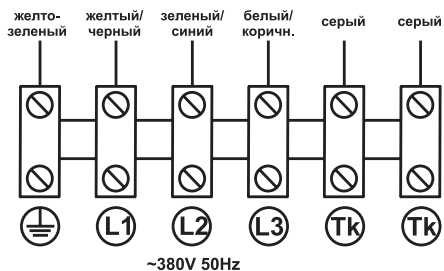 желто-
зеленый
желтый/
черный
зеленый/
синий
белый/
коричн.
серый
серый
L1
L2
L3
Tk
Tk
~380V 50Hz